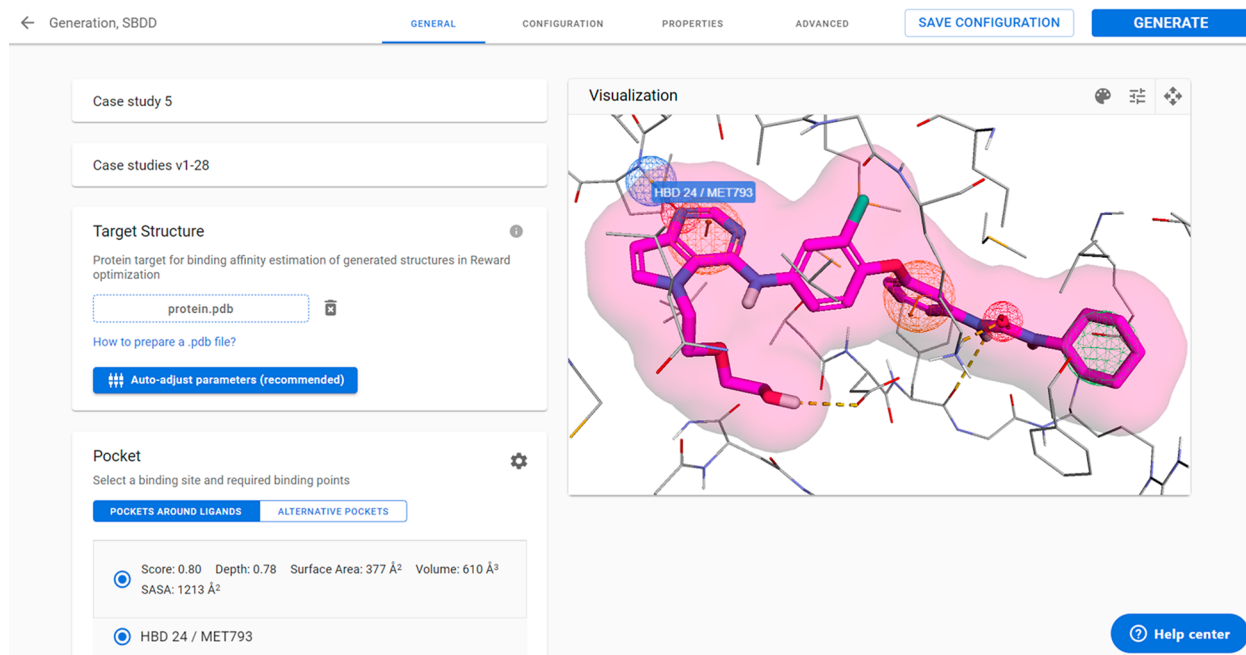 Generation, SBDD
GENERAL
CONFIGURATION
PROPERTIES
ADVANCED
SAVE CONFIGURATION
GENERATE
Case study 5
Case studies v1-28
Target Structure
Protein target for binding affinity estimation of generated structures in Reward
optimization
protein.pdb
How to prepare a .pdb file?
Auto-adjust parameters (recommended)
Pocket
Select a binding site and required binding points
POCKETS AROUND LIGANDS
ALTERNATIVE POCKETS
Score: 0.80 Depth: 0.78 Surface Area: 377 Å² Volume: 610 Å³
SASA: 1213 Å²
HBD 24 / MET793
Visualization
HBD 24 / MET793
Help center